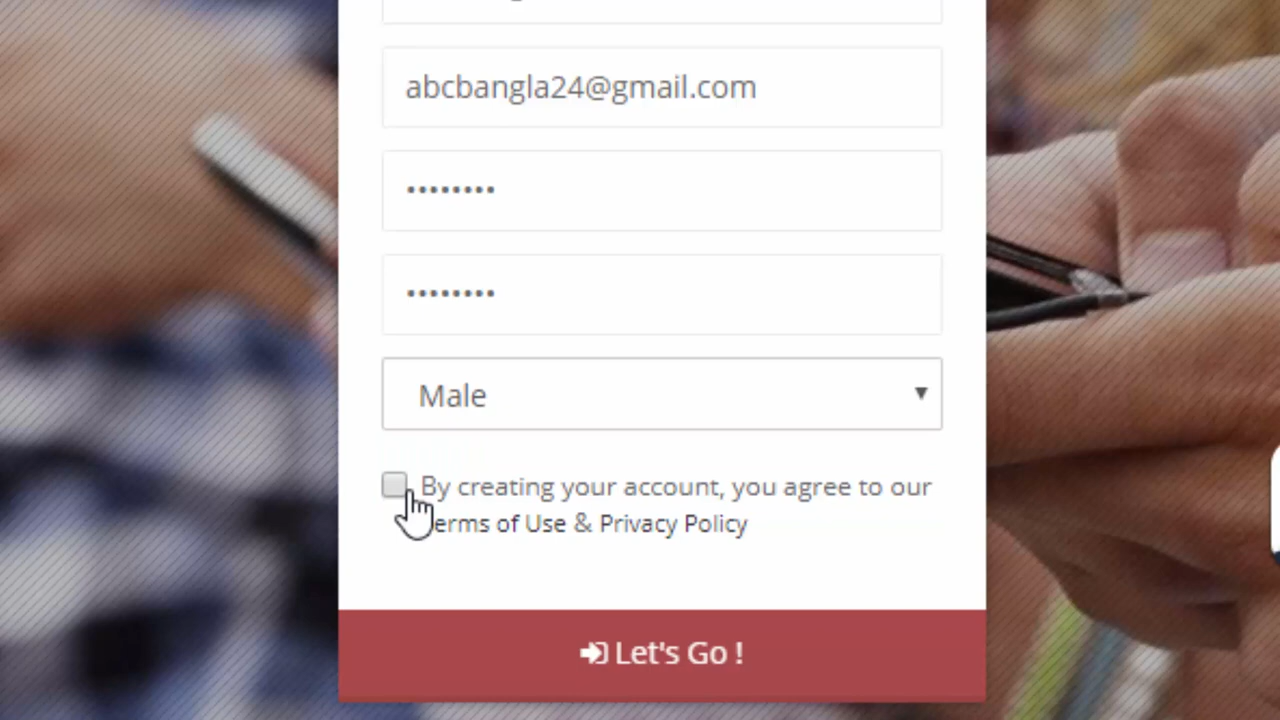 abcbangla24@gmail.com
••••••••
••••••••
Male
By creating your account, you agree to our
erms of Use & Privacy Policy
Let's Go !